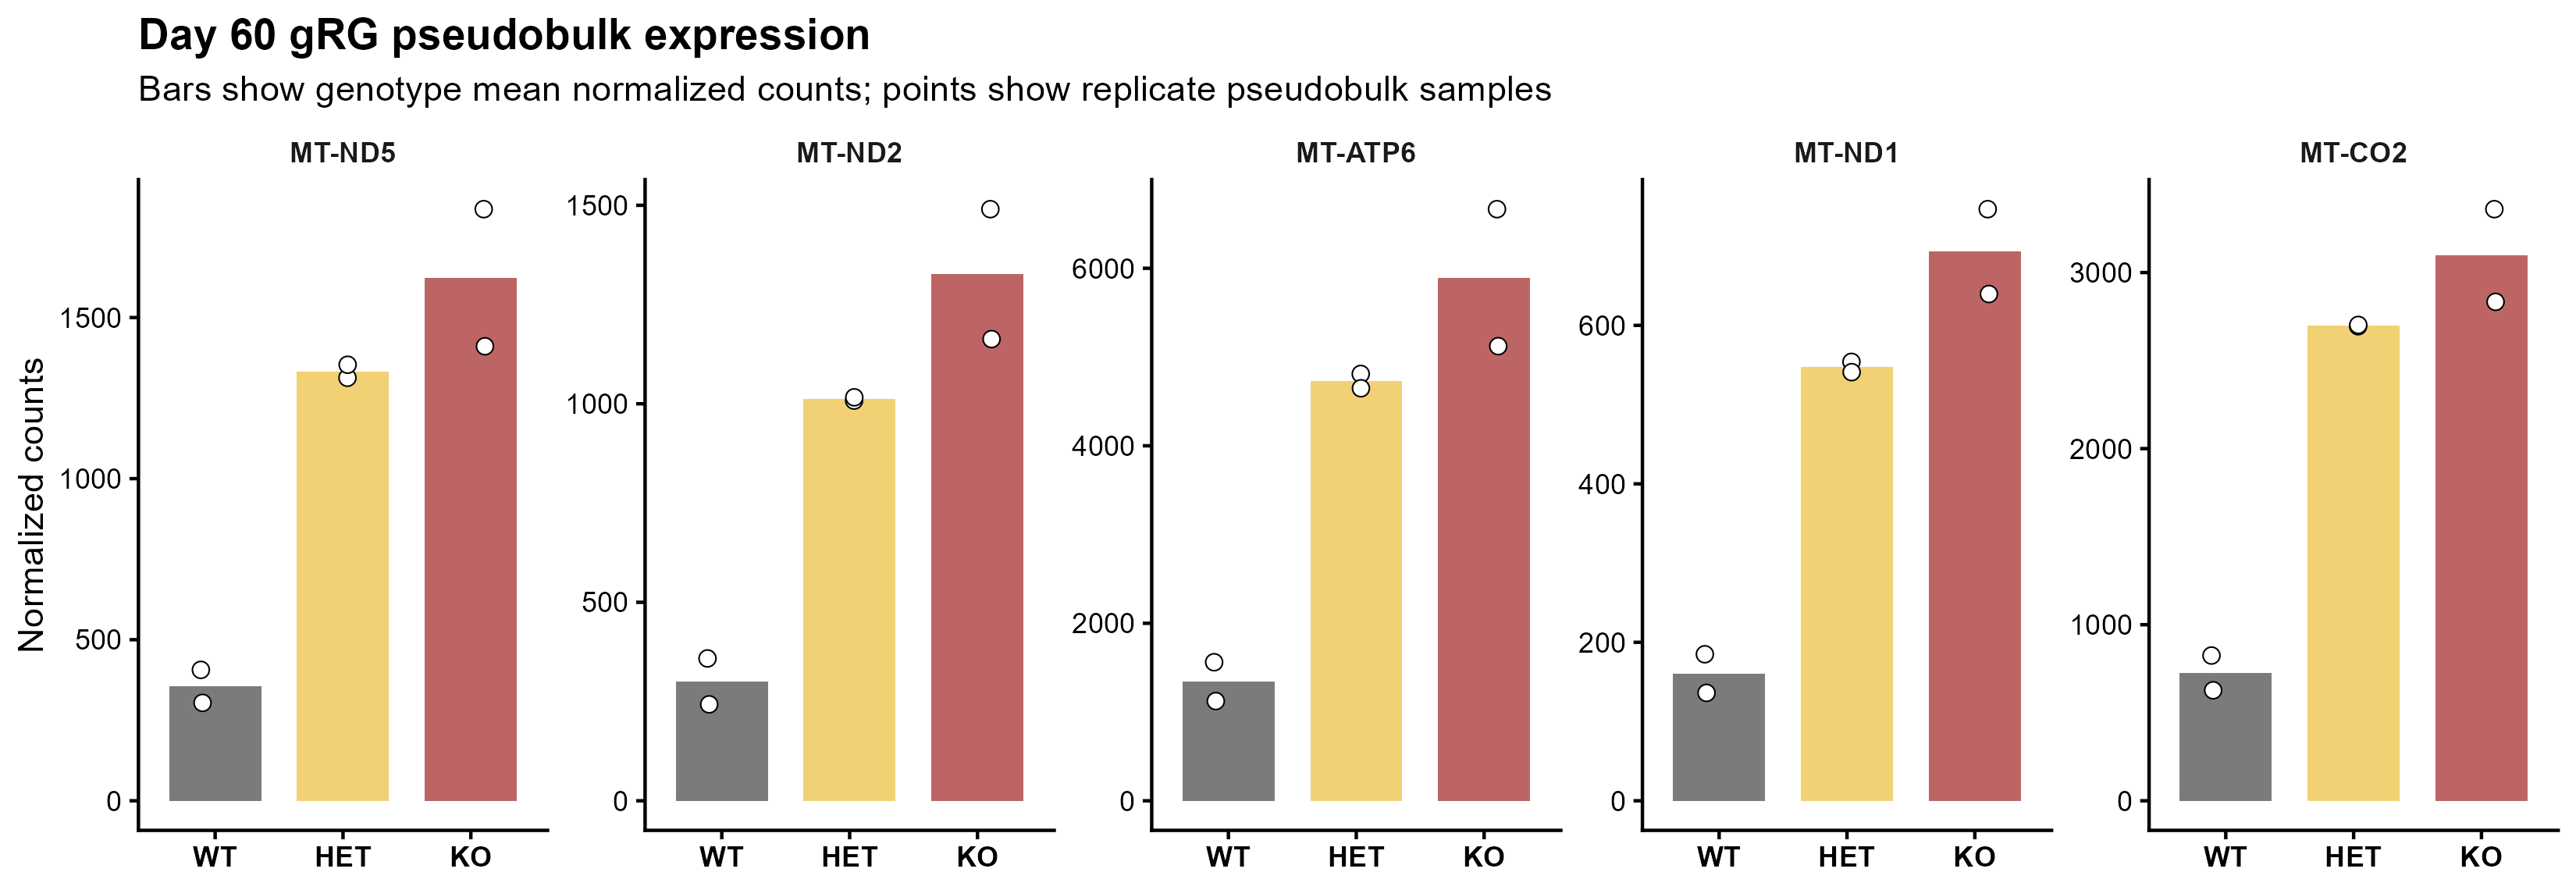 Day 60 gRG pseudobulk expression
Bars show genotype mean normalized counts; points show replicate pseudobulk samples
MT-ND5 MT-ND2 MT-ATP6 MT-ND1 MT-CO2
Normalized counts
1500
1000
500
0
WT HET KO
1500
1000
500
0
WT HET KO
6000
4000
2000
0
WT HET KO
600
400
200
0
WT HET KO
3000
2000
1000
0
WT HET KO